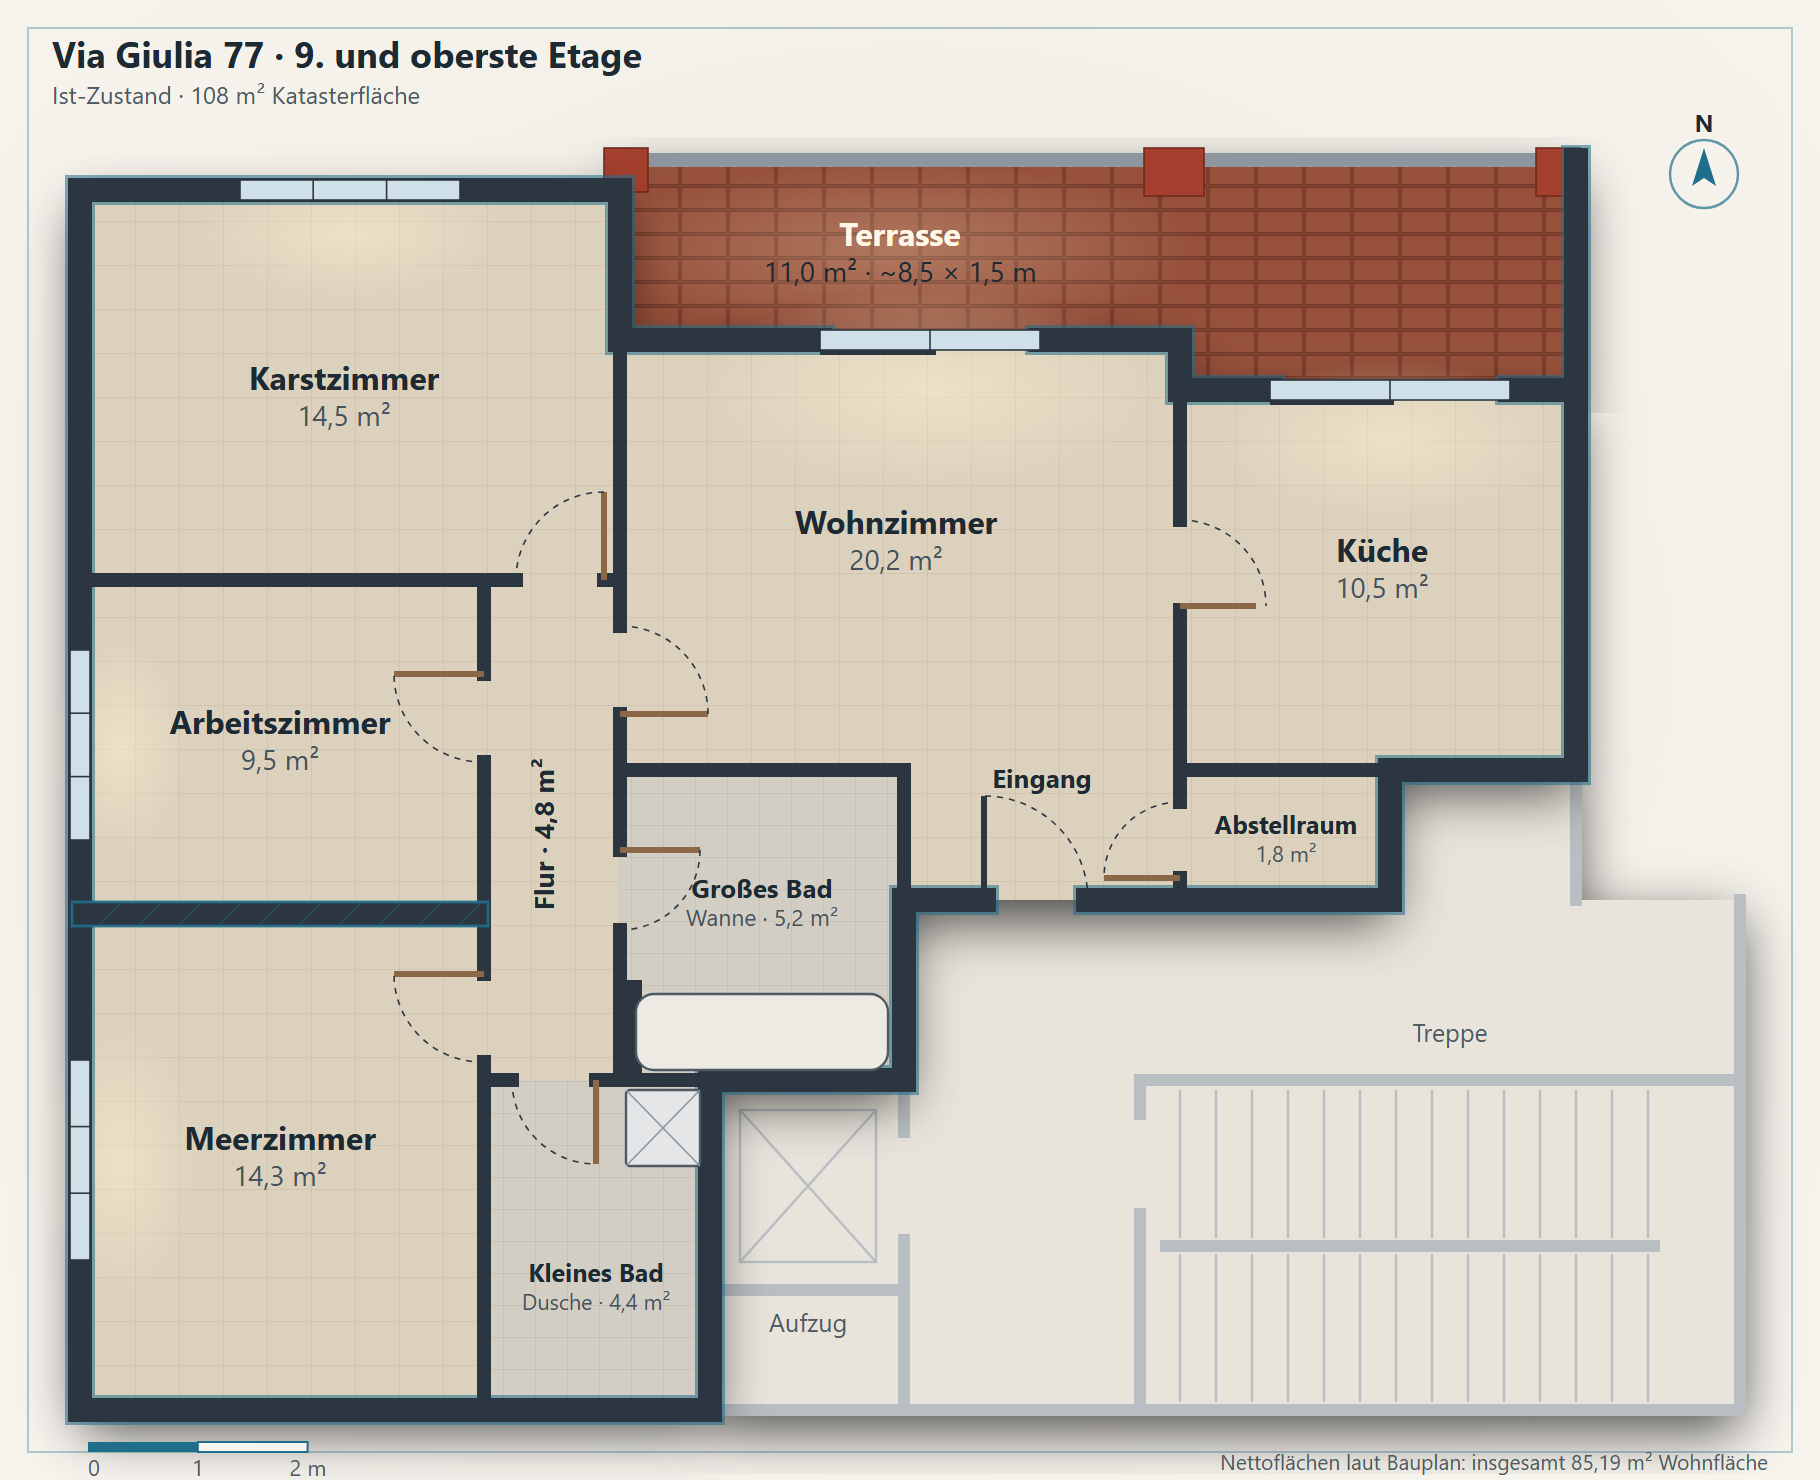 Via Giulia 77 · 9. und oberste Etage
Ist-Zustand · 108 m² Katasterfläche
N
Terrasse
11,0 m² · ~8,5 × 1,5 m
Karstzimmer
14,5 m²
Wohnzimmer
20,2 m²
Küche
10,5 m²
Arbeitszimmer
9,5 m²
Flur · 4,8 m²
Eingang
Abstellraum
1,8 m²
Großes Bad
Wanne · 5,2 m²
Treppe
Meerzimmer
14,3 m²
Kleines Bad
Dusche · 4,4 m²
Aufzug
0 1 2 m
Nettoflächen laut Bauplan: insgesamt 85,19 m² Wohnfläche